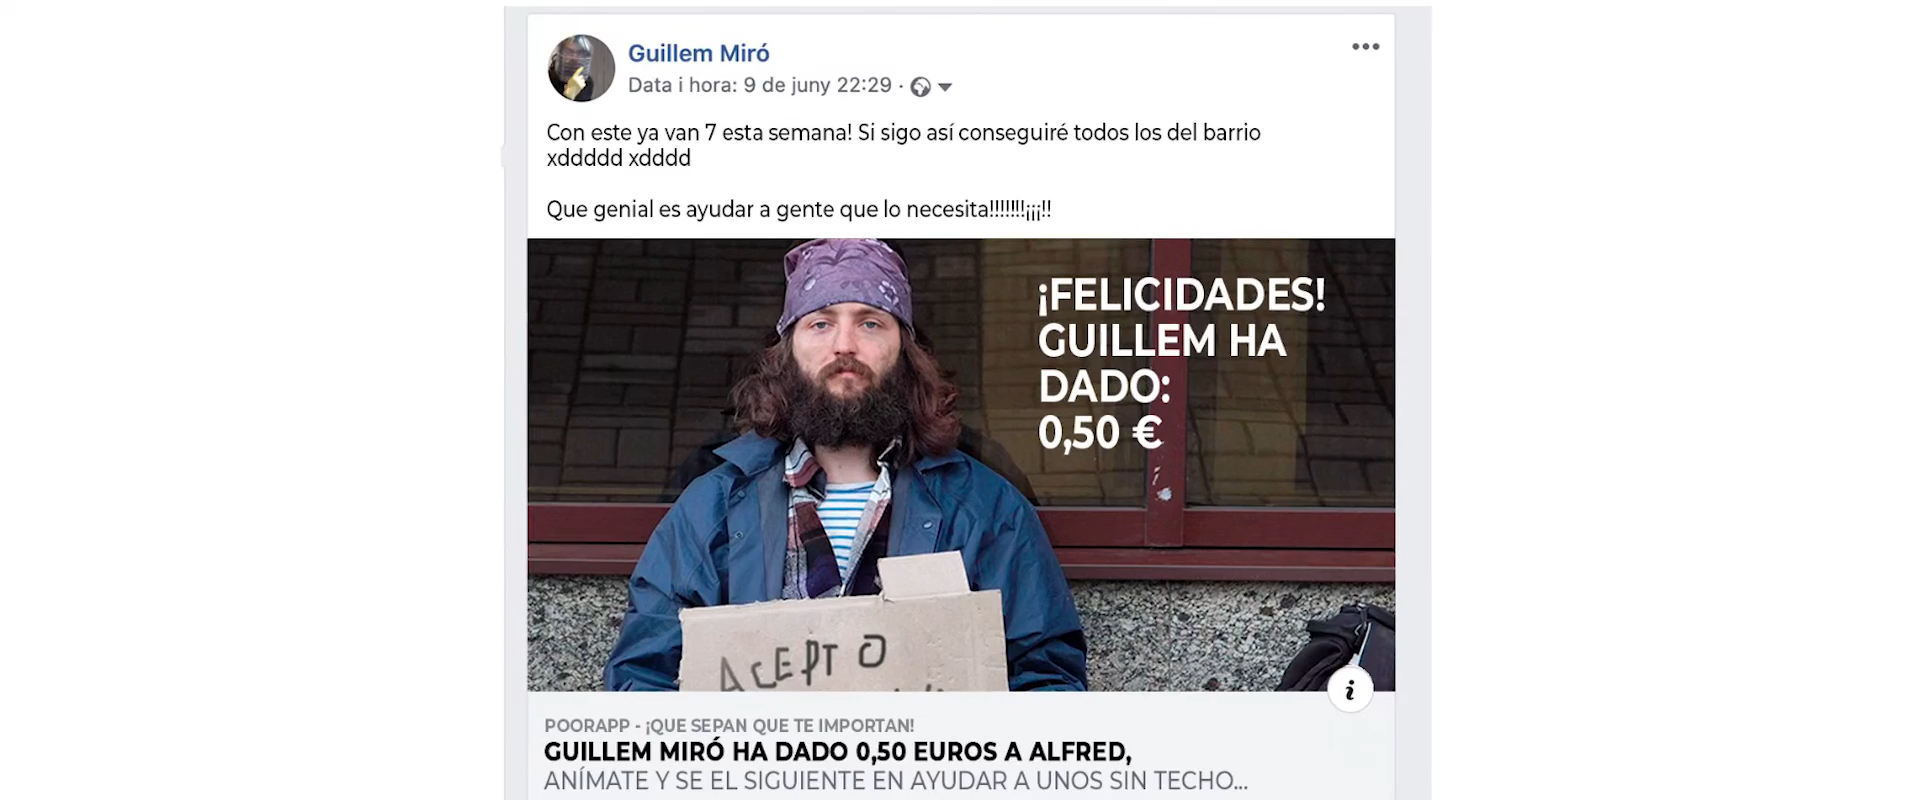 Guillem Miró
Data i hora: 9 de juny 22:29 ·
Con este ya van 7 esta semana! Si sigo así conseguiré todos los del barrio
xddddd xdddd
Que genial es ayudar a gente que lo necesita!!!!!!!¡¡¡!!
¡FELICIDADES!
GUILLEM HA
DADO:
0,50 €
ACEPTO
i
POORAPP - ¡QUE SEPAN QUE TE IMPORTAN!
GUILLEM MIRÓ HA DADO 0,50 EUROS A ALFRED,
ANÍMATE Y SE EL SIGUIENTE EN AYUDAR A UNOS SIN TECHO...